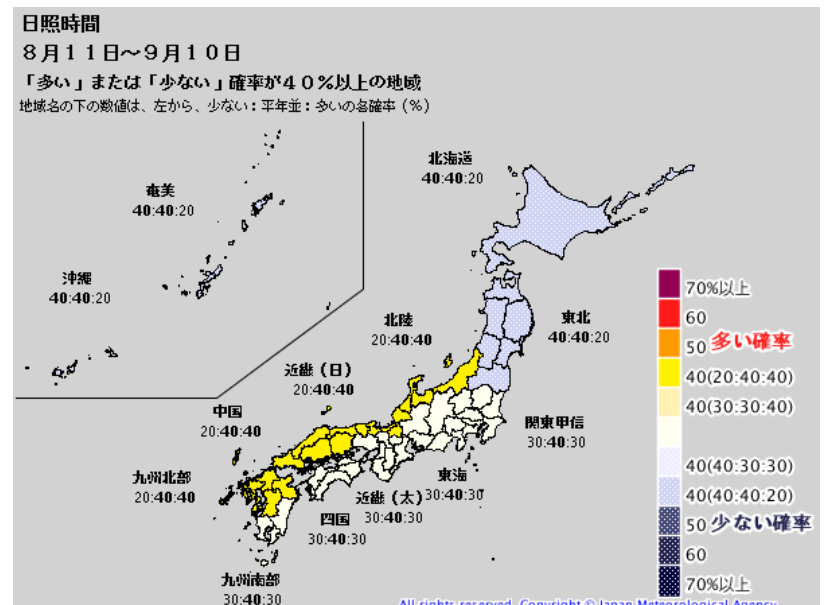 日照時間
8月11日～9月10日
「多い」または「少ない」確率が40%以上の地域
地域名の下の数値は、左から、少ない：平年並：多いの各確率（%）
北海道
40:40:20
奄美
40:40:20
沖縄
40:40:20
北陸
20:40:40
東北
40:40:20
近畿（日）
20:40:40
中国
20:40:40
関東甲信
30:40:30
九州北部
20:40:40
東海
30:40:30
近畿（太）
30:40:30
四国
30:40:30
九州南部
30:40:30
70%以上
60
50 多い確率
40(20:40:40)
40(30:30:40)
40(40:30:30)
40(40:40:20)
50 少ない確率
60
70%以上
All rights reserved. Copyright © Japan Meteorological Agency